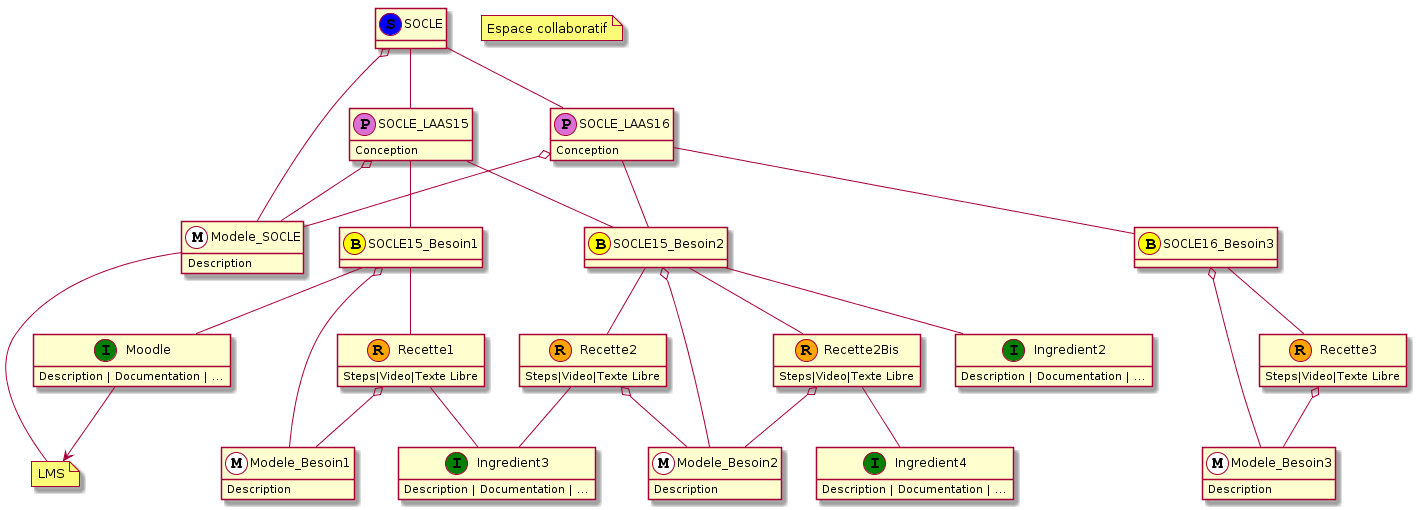 S SOCLE
Espace collaboratif
P SOCLE_LAAS15
Conception
P SOCLE_LAAS16
Conception
M Modele_SOCLE
Description
B SOCLE15_Besoin1
B SOCLE15_Besoin2
B SOCLE16_Besoin3
I Moodle
Description | Documentation | ...
R Recette1
Steps|Video|Texte Libre
R Recette2
Steps|Video|Texte Libre
R Recette2Bis
Steps|Video|Texte Libre
I Ingredient2
Description | Documentation | ...
R Recette3
Steps|Video|Texte Libre
LMS
M Modele_Besoin1
Description
I Ingredient3
Description | Documentation | ...
M Modele_Besoin2
Description
I Ingredient4
Description | Documentation | ...
M Modele_Besoin3
Description